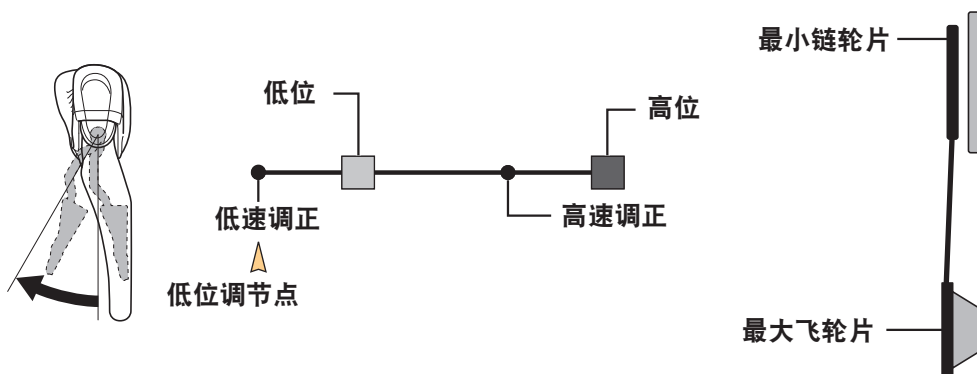 最小链轮片
低位
高位
低速调正
高速调正
低位调节点
最大飞轮片